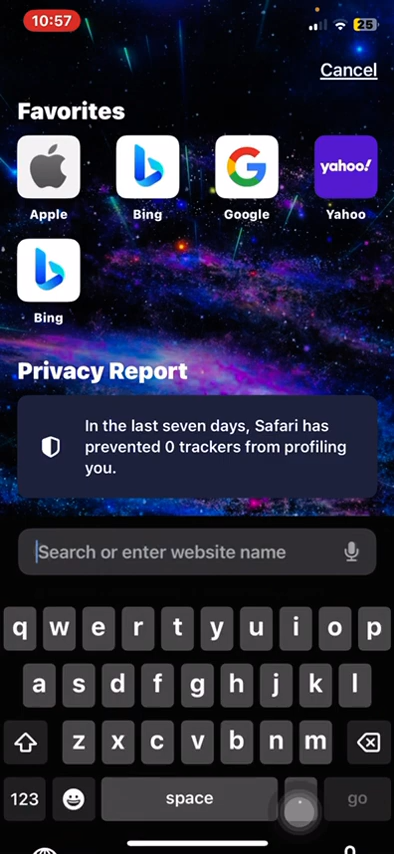 10:57
25
Cancel
Favorites
yahoo!
Apple
Bing
Google
Yahoo
Bing
Privacy Report
In the last seven days, Safari has
prevented 0 trackers from profiling
you.
Search or enter website name
q w e r t y u i o p
a s d f g h j k l
z x c v b n m
123 space go